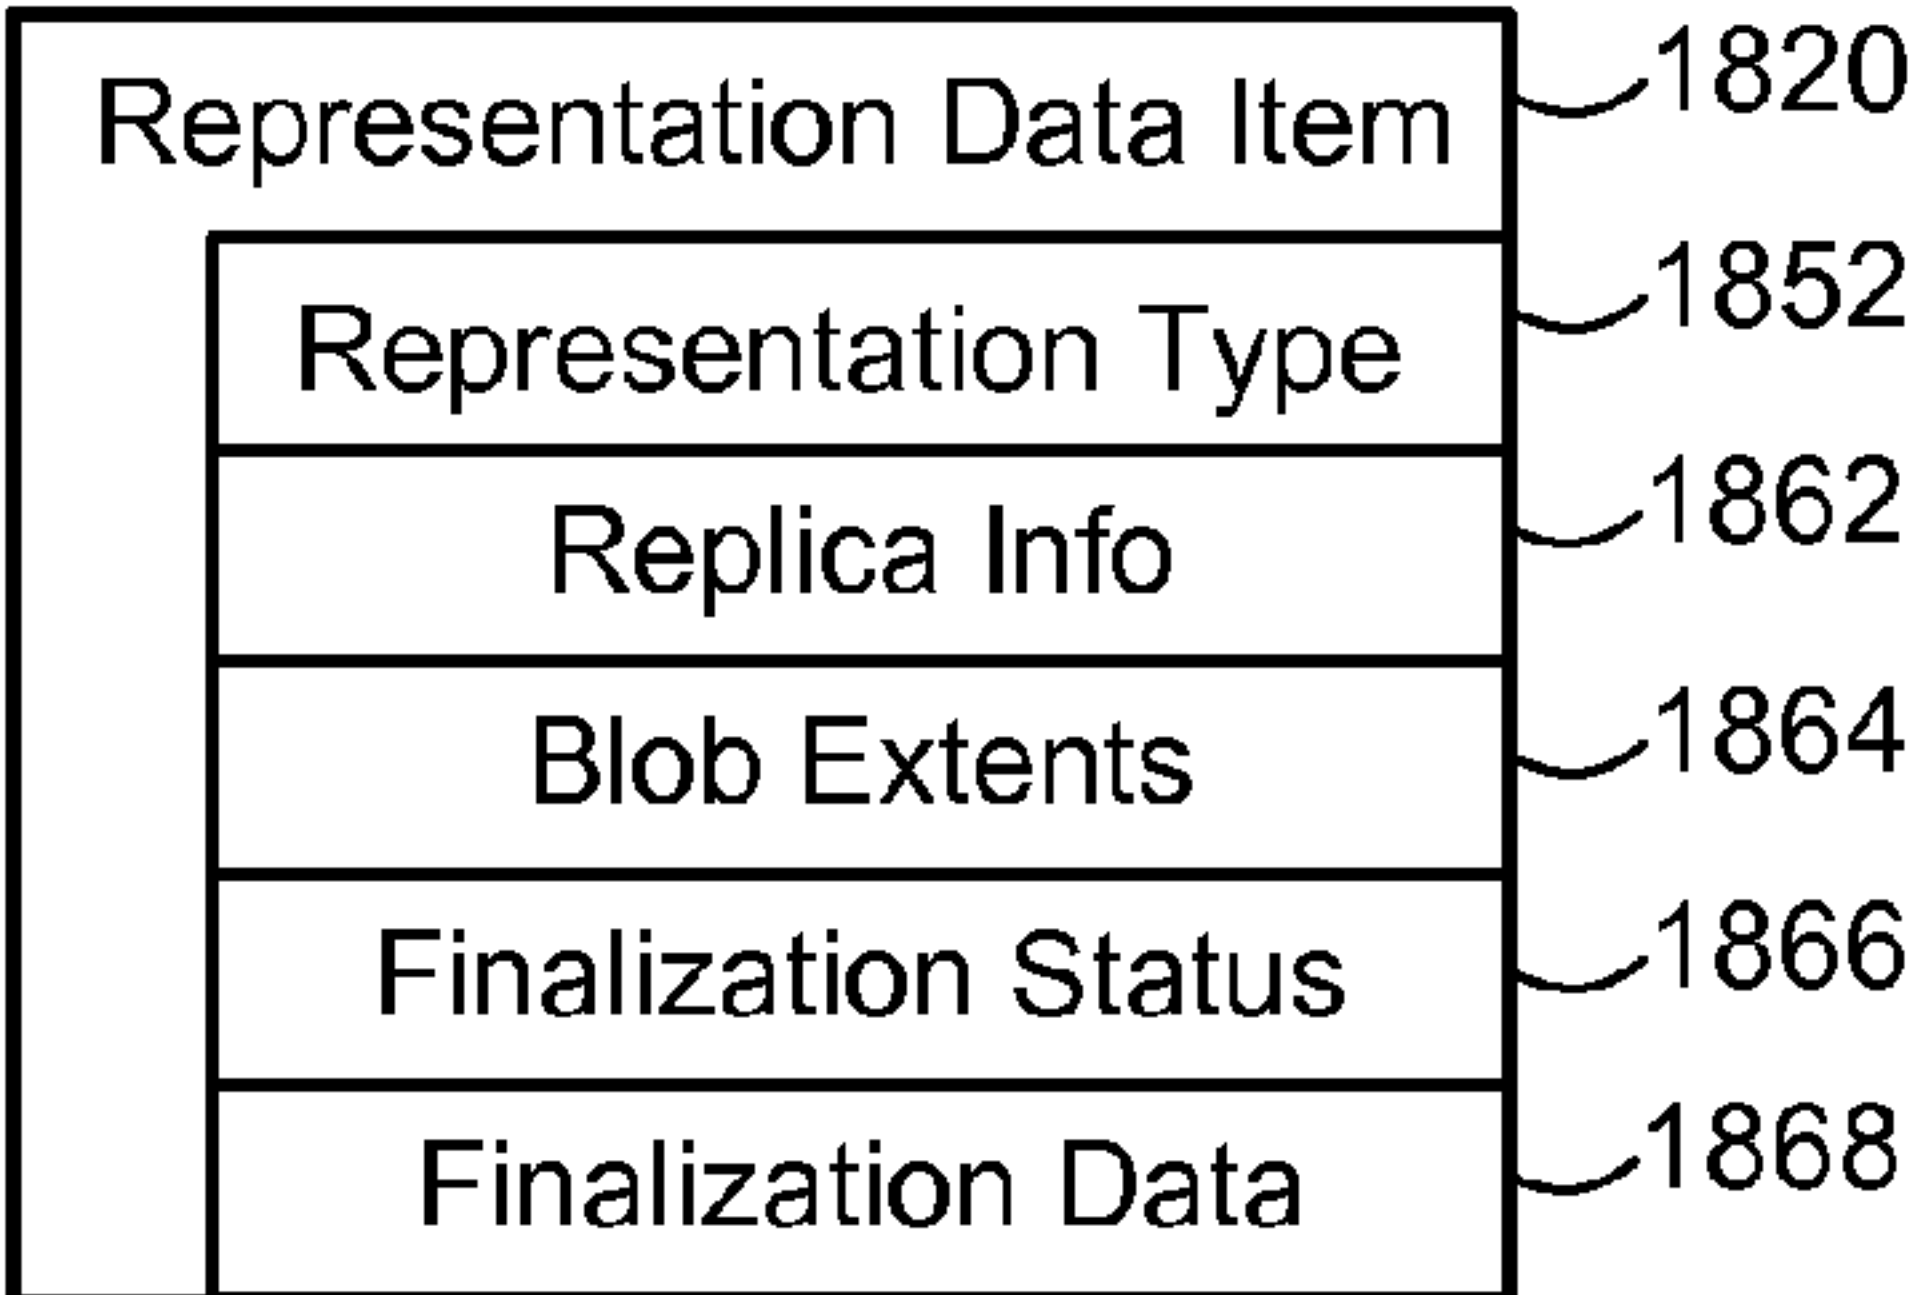 Representation Data Item 1820
Representation Type 1852
Replica Info 1862
Blob Extents 1864
Finalization Status 1866
Finalization Data 1868